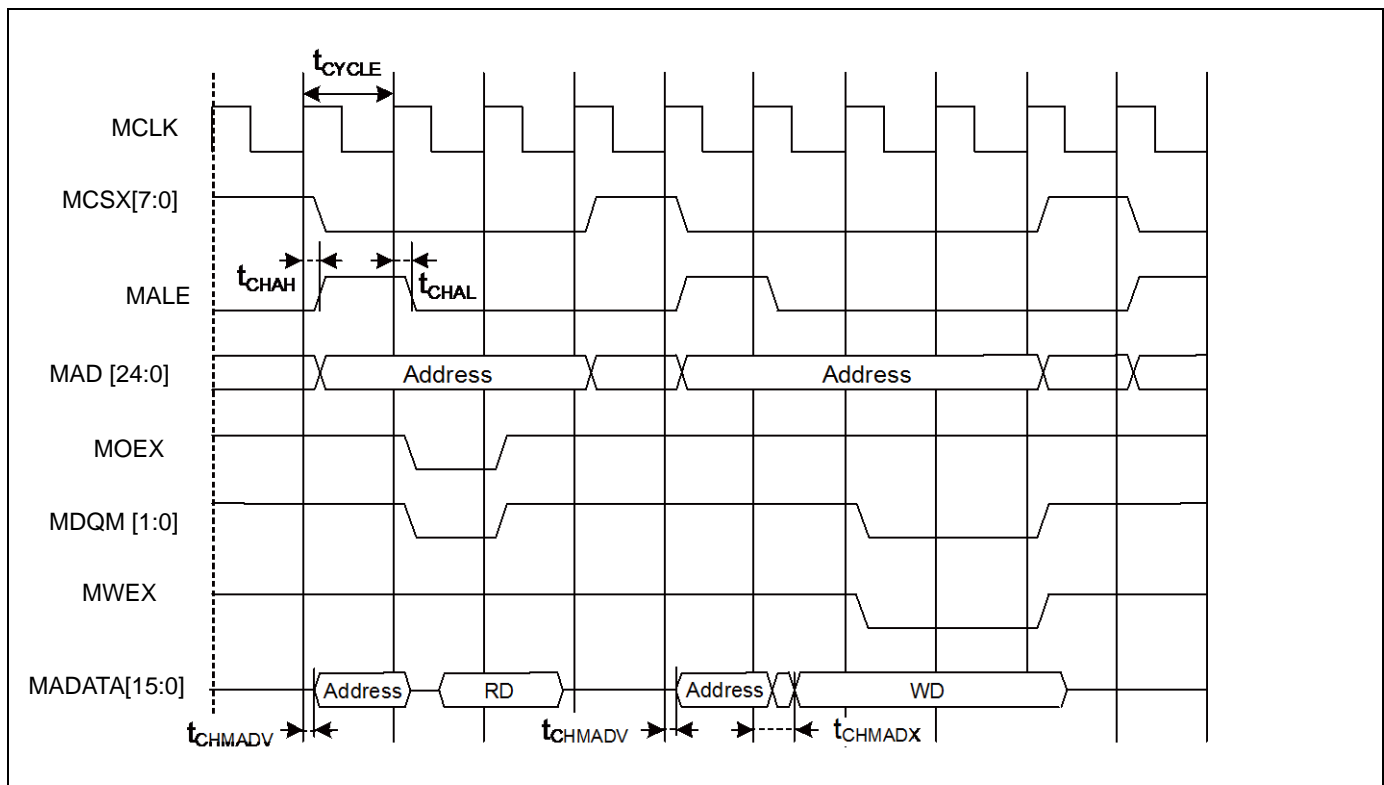 tCYCLE
MCLK
MCSX[7:0]
tCHAH
tCHAL
MALE
MAD [24:0]
Address
Address
MOEX
MDQM [1:0]
MWEX
MADATA[15:0]
Address
RD
Address
WD
tCHMADV
tCHMADV
tCHMADX